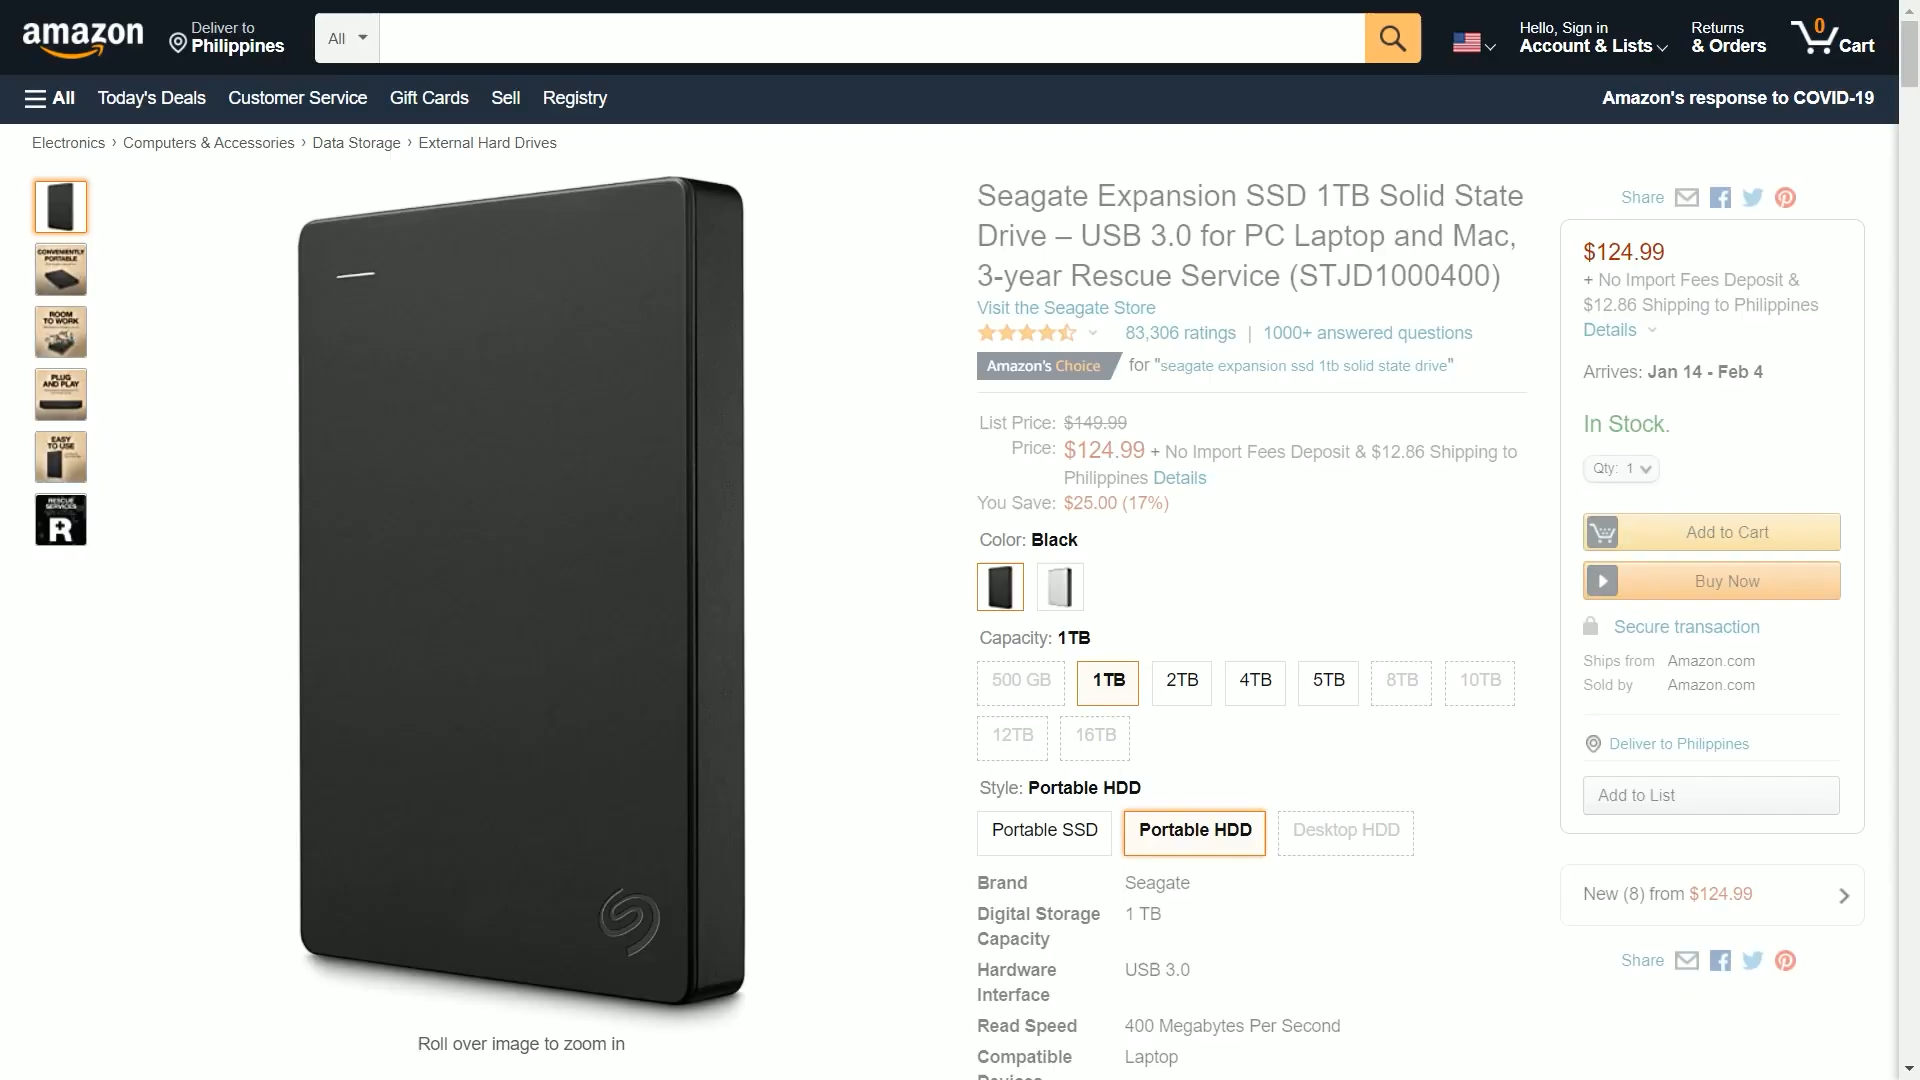 amazon
Deliver to
Philippines
All
Hello, Sign in
Account & Lists
Returns
& Orders
0
Cart
All
Today's Deals
Customer Service
Gift Cards
Sell
Registry
Amazon's response to COVID-19
Electronics › Computers & Accessories › Data Storage › External Hard Drives
CONVENIENTLY
PORTABLE
ROOM
TO WORK
PLUG
AND PLAY
EASY
TO USE
RESCUE
SERVICES
R
Roll over image to zoom in
Seagate Expansion SSD 1TB Solid State
Drive – USB 3.0 for PC Laptop and Mac,
3-year Rescue Service (STJD1000400)
Visit the Seagate Store
83,306 ratings | 1000+ answered questions
Amazon's Choice for "seagate expansion ssd 1tb solid state drive"
List Price: $149.99
Price: $124.99 + No Import Fees Deposit & $12.86 Shipping to
Philippines Details
You Save: $25.00 (17%)
Color: Black
Capacity: 1TB
500 GB
1TB
2TB
4TB
5TB
8TB
10TB
12TB
16TB
Style: Portable HDD
Portable SSD
Portable HDD
Desktop HDD
Brand Seagate
Digital Storage 1 TB
Capacity
Hardware USB 3.0
Interface
Read Speed 400 Megabytes Per Second
Compatible Laptop
Devices
Share
$124.99
+ No Import Fees Deposit &
$12.86 Shipping to Philippines
Details
Arrives: Jan 14 - Feb 4
In Stock.
Qty: 1
Add to Cart
Buy Now
Secure transaction
Ships from Amazon.com
Sold by Amazon.com
Deliver to Philippines
Add to List
New (8) from $124.99
Share